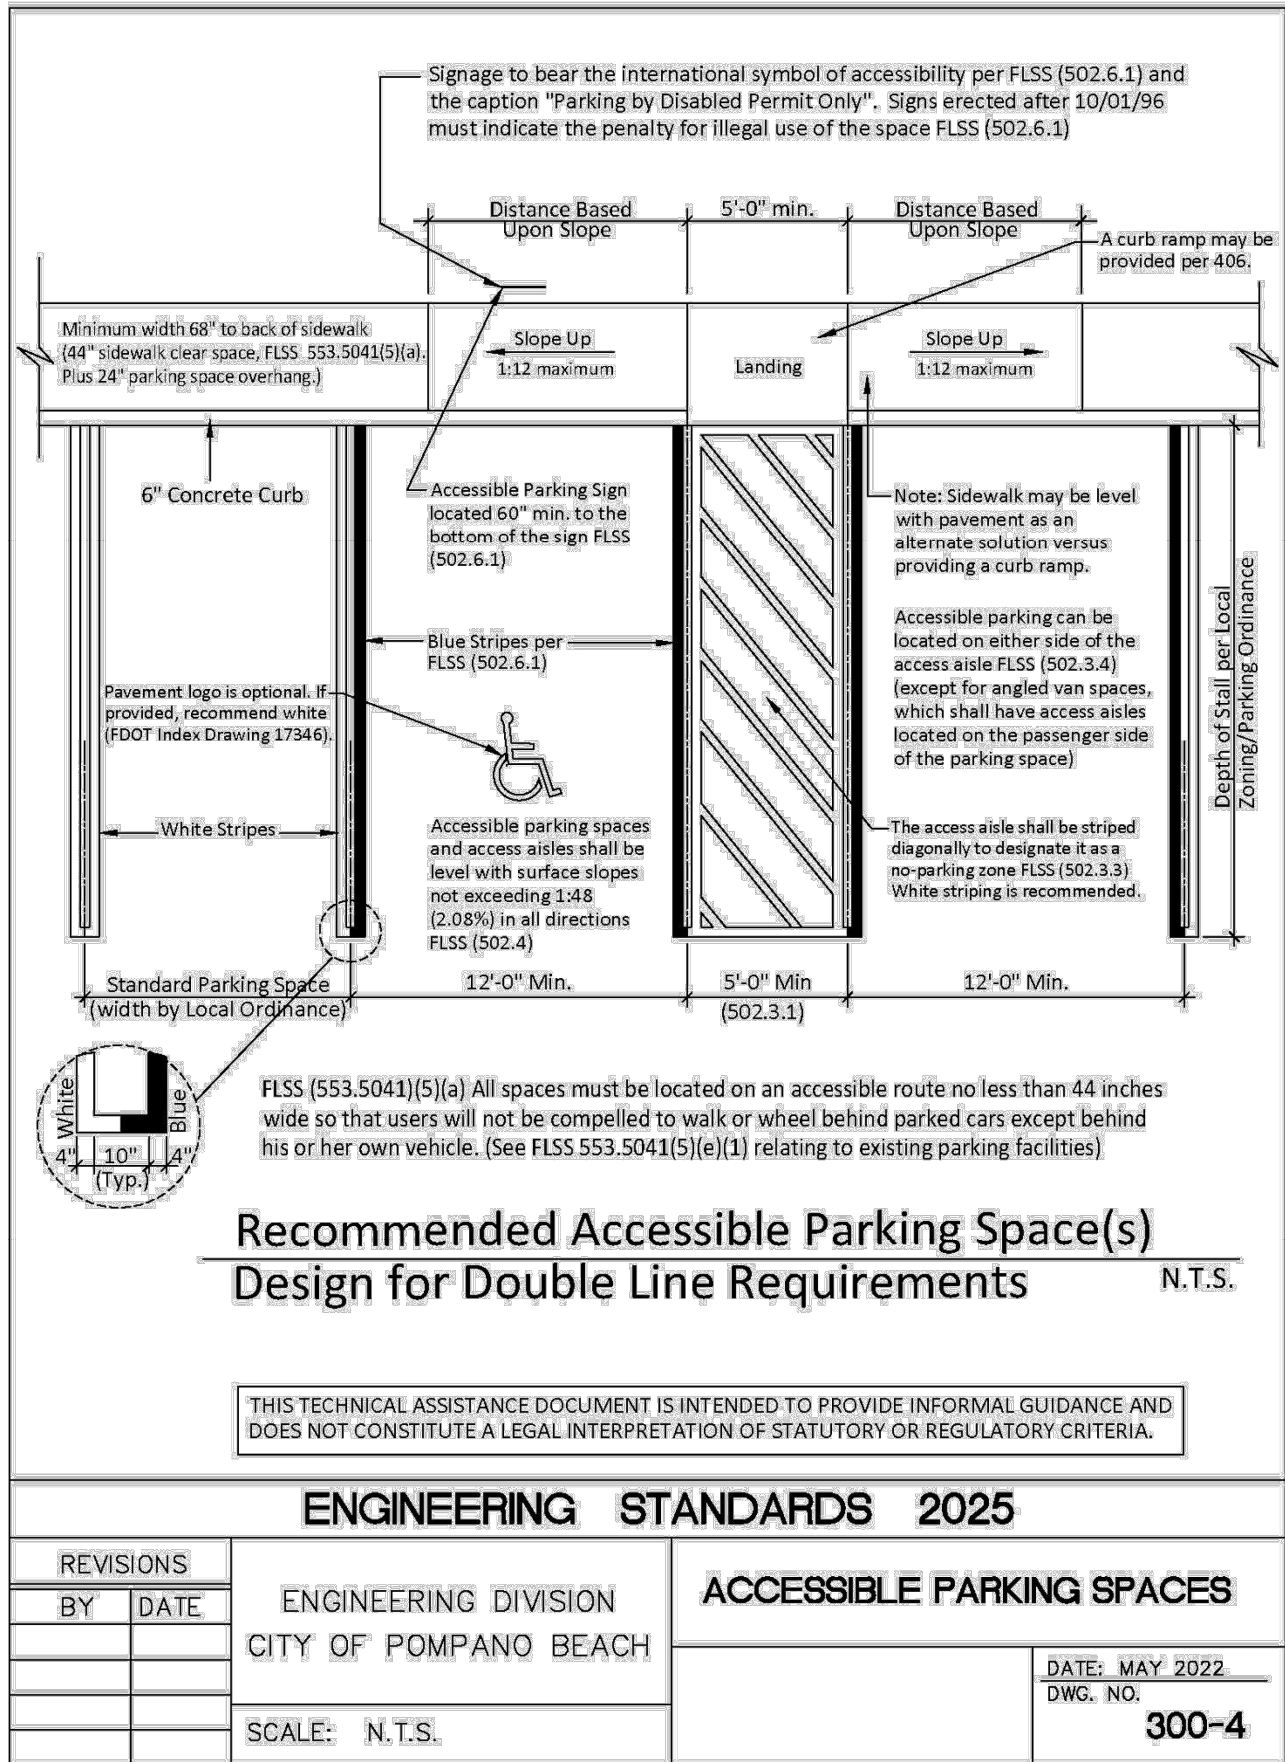 Signage to bear the international symbol of accessibility per FLSS (502.6.1) and
the caption "Parking by Disabled Permit Only".  Signs erected after 10/01/96
must indicate the penalty for illegal use of the space FLSS (502.6.1)
Distance Based
Upon Slope
5'-0" min.
Distance Based
Upon Slope
A curb ramp may be
provided per 406.
Minimum width 68" to back of sidewalk
(44" sidewalk clear space, FLSS  553.5041(5)(a).
Plus 24" parking space overhang.)
Slope Up
1:12 maximum
Landing
Slope Up
1:12 maximum
6" Concrete Curb
Accessible Parking Sign
located 60" min. to the
bottom of the sign FLSS
(502.6.1)
Note: Sidewalk may be level
with pavement as an
alternate solution versus
providing a curb ramp.
Accessible parking can be
located on either side of the
access aisle FLSS (502.3.4)
(except for angled van spaces,
which shall have access aisles
located on the passenger side
of the parking space)
Depth of Stall per Local
Zoning/Parking Ordinance
Blue Stripes per
FLSS (502.6.1)
Pavement logo is optional. If
provided, recommend white
(FDOT Index Drawing 17346).
White Stripes
Accessible parking spaces
and access aisles shall be
level with surface slopes
not exceeding 1:48
(2.08%) in all directions
FLSS (502.4)
The access aisle shall be striped
diagonally to designate it as a
no-parking zone FLSS (502.3.3)
White striping is recommended.
Standard Parking Space
(width by Local Ordinance)
12'-0" Min.
5'-0" Min
(502.3.1)
12'-0" Min.
White
Blue
4"
10"
4"
(Typ.)
FLSS (553.5041)(5)(a) All spaces must be located on an accessible route no less than 44 inches
wide so that users will not be compelled to walk or wheel behind parked cars except behind
his or her own vehicle. (See FLSS 553.5041(5)(e)(1) relating to existing parking facilities)
Recommended Accessible Parking Space(s)
Design for Double Line Requirements
N.T.S.
THIS TECHNICAL ASSISTANCE DOCUMENT IS INTENDED TO PROVIDE INFORMAL GUIDANCE AND
DOES NOT CONSTITUTE A LEGAL INTERPRETATION OF STATUTORY OR REGULATORY CRITERIA.
ENGINEERING STANDARDS 2025
REVISIONS
BY
DATE
ENGINEERING DIVISION
CITY OF POMPANO BEACH
SCALE: N.T.S.
ACCESSIBLE PARKING SPACES
DATE: MAY 2022
DWG. NO.
300-4